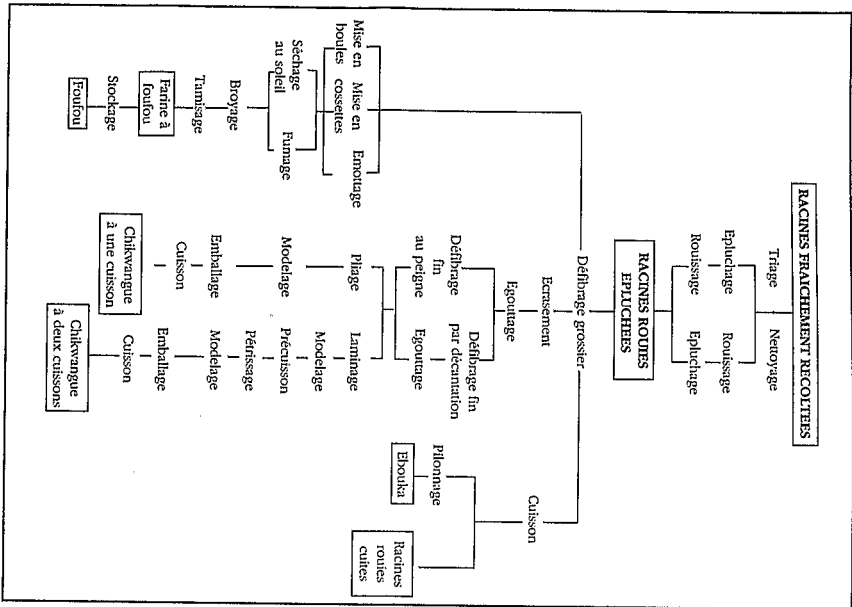 RACINES FRAICHEMENT RECOLTEES
Triage Nettoyage
Epluchage Rouissage
Rouissage Epluchage
RACINES ROUIES
EPLUCHEES
Défibrage grossier
Ecrasement
Egouttage
Défibrage
fin
au peigne
Défibrage fin
par décantation
Egouttage
Pliage Laminage
Modelage
Modelage
Précuisson
Pétrissage
Emballage
Modelage
Cuisson
Emballage
Chikwangue
à une cuisson
Cuisson
Chikwangue
à deux cuissons
Mise en
boules
Mise en
cossettes
Emottage
Séchage
au soleil
Fumage
Broyage
Tamisage
Farine à
foufou
Stockage
Foufou
Cuisson
Pilonnage
Ebouka
Racines
rouies
cuites